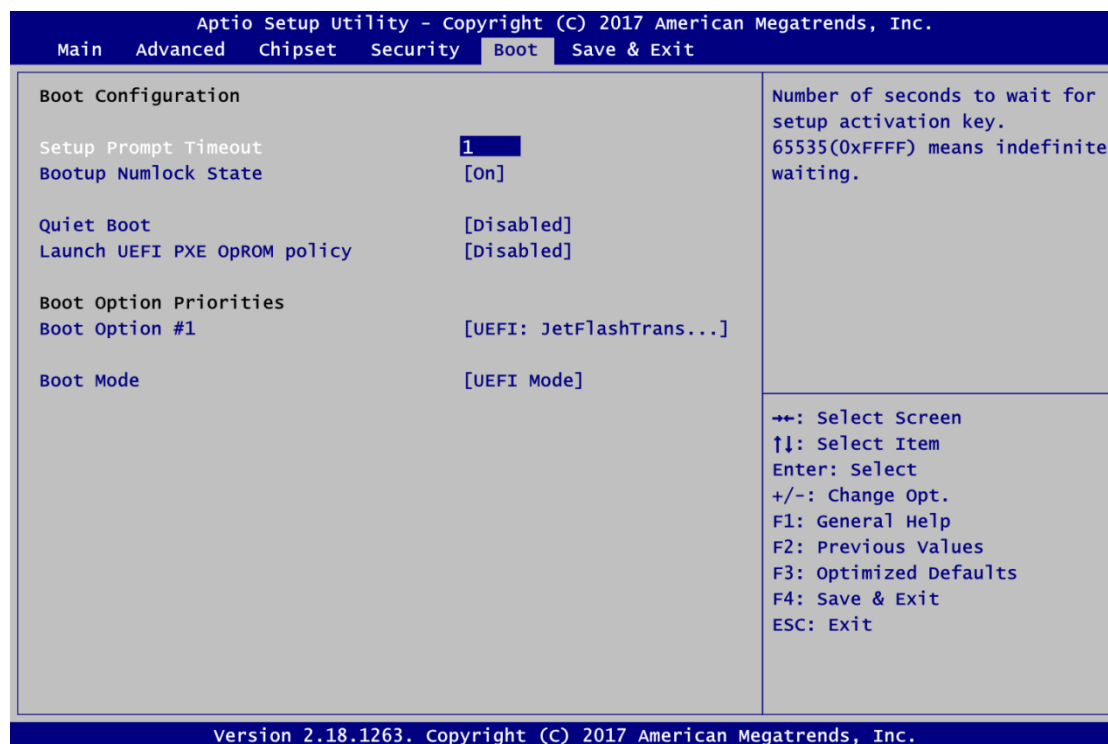 Aptio Setup Utility - Copyright (C) 2017 American Megatrends, Inc.
Main Advanced Chipset Security Boot Save & Exit
Boot Configuration
Setup Prompt Timeout 1
Bootup Numlock State [On]
Quiet Boot [Disabled]
Launch UEFI PXE OpROM policy [Disabled]
Boot Option Priorities
Boot Option #1 [UEFI: JetFlashTrans...]
Boot Mode [UEFI Mode]
Number of seconds to wait for
setup activation key.
65535(0xFFFF) means indefinite
waiting.
→←: Select Screen
↑↓: Select Item
Enter: Select
+/-: Change Opt.
F1: General Help
F2: Previous Values
F3: Optimized Defaults
F4: Save & Exit
ESC: Exit
Version 2.18.1263. Copyright (C) 2017 American Megatrends, Inc.